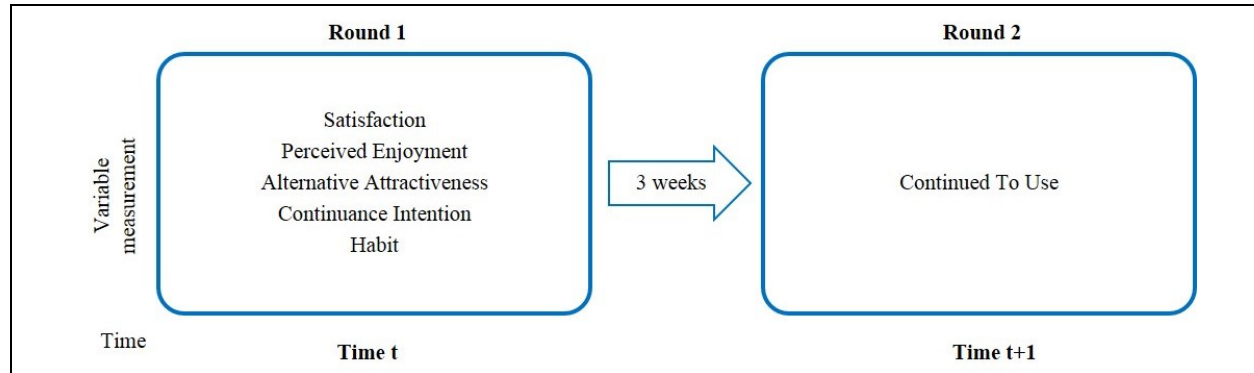 Round 1
Round 2
Variable
measurement
Satisfaction
Perceived Enjoyment
Alternative Attractiveness
Continuance Intention
Habit
3 weeks
Continued To Use
Time
Time t
Time t+1